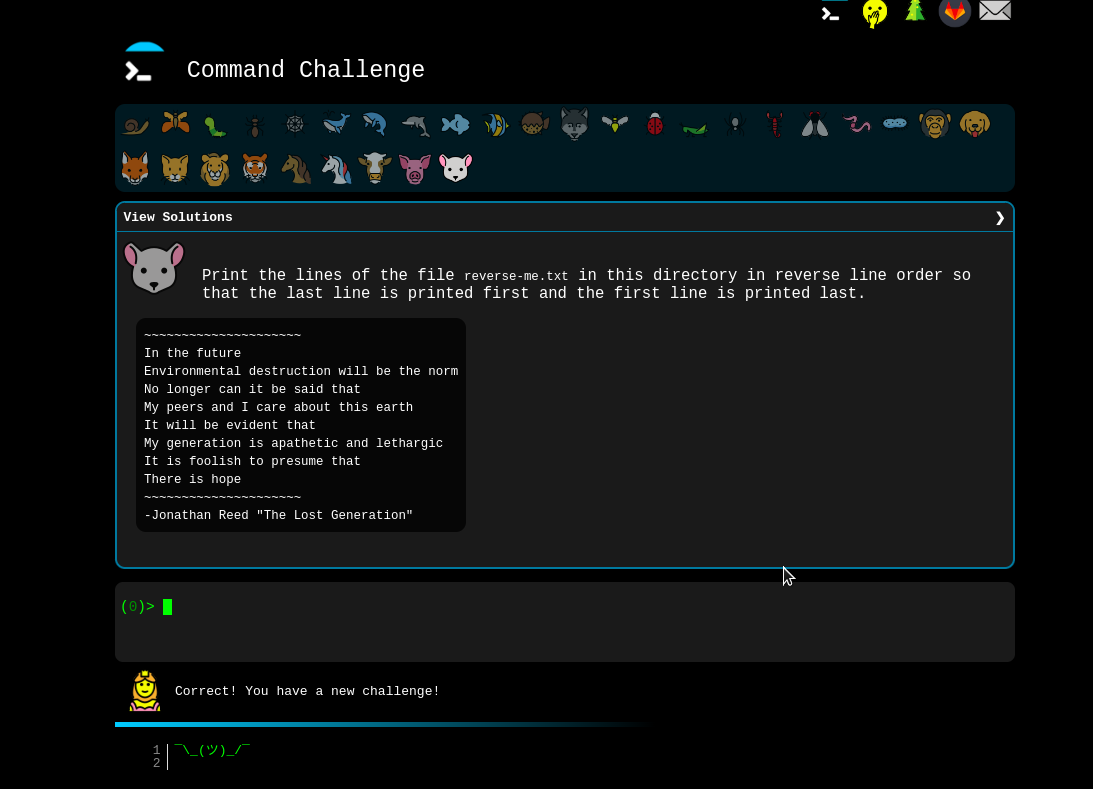 Command Challenge
View Solutions ❯
Print the lines of the file reverse-me.txt in this directory in reverse line order so
that the last line is printed first and the first line is printed last.
~~~~~~~~~~~~~~~~~~~~~
In the future
Environmental destruction will be the norm
No longer can it be said that
My peers and I care about this earth
It will be evident that
My generation is apathetic and lethargic
It is foolish to presume that
There is hope
~~~~~~~~~~~~~~~~~~~~~
-Jonathan Reed "The Lost Generation"
(0)>
Correct! You have a new challenge!
1 ¯\_(ツ)_/¯
2